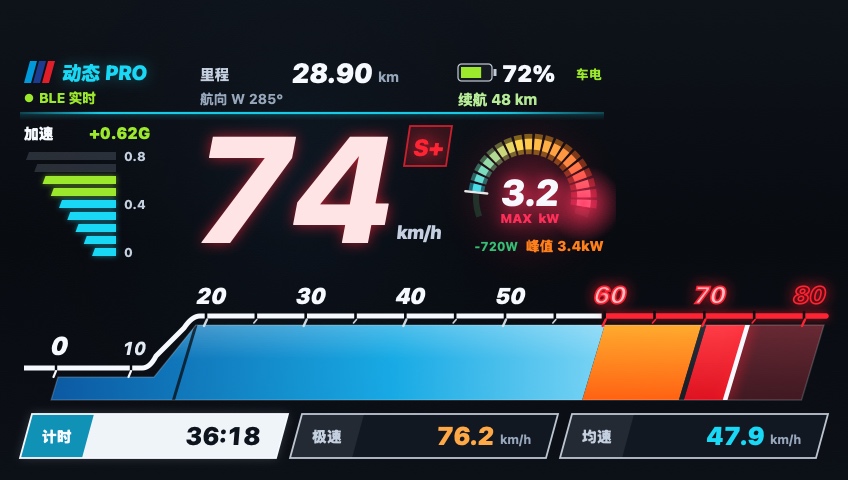 动态 PRO
BLE 实时
里程 28.90 km
航向 W 285°
72% 车电
续航 48 km
加速 +0.62G
0.8
0.4
0
74 km/h
S+
3.2
MAX kW
-720W 峰值 3.4kW
0 10 20 30 40 50 60 70 80
计时 36:18
极速 76.2 km/h
均速 47.9 km/h